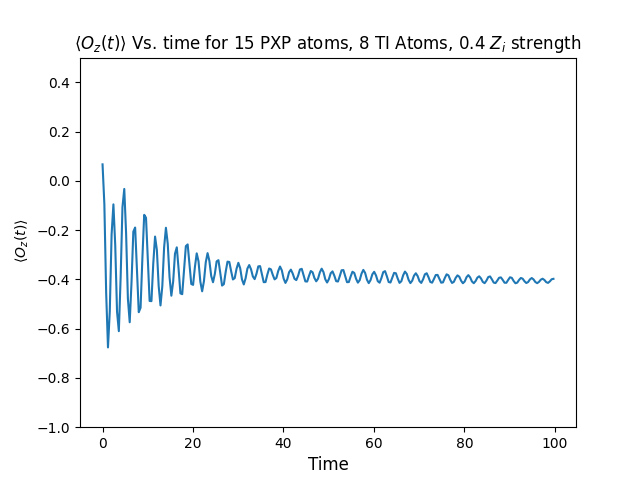 ⟨O_z(t)⟩ Vs. time for 15 PXP atoms, 8 TI Atoms, 0.4 Z_i strength
0.4
0.2
0.0
−0.2
−0.4
−0.6
−0.8
−1.0
⟨O_z(t)⟩
0 20 40 60 80 100
Time